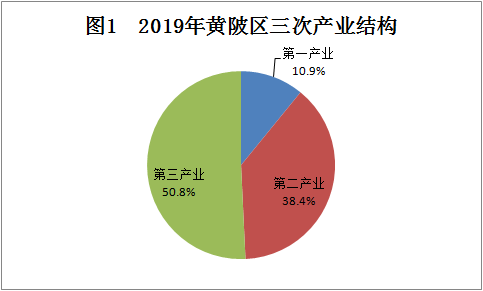 图1　2019年黄陂区三次产业结构
第一产业
10.9%
第二产业
38.4%
第三产业
50.8%